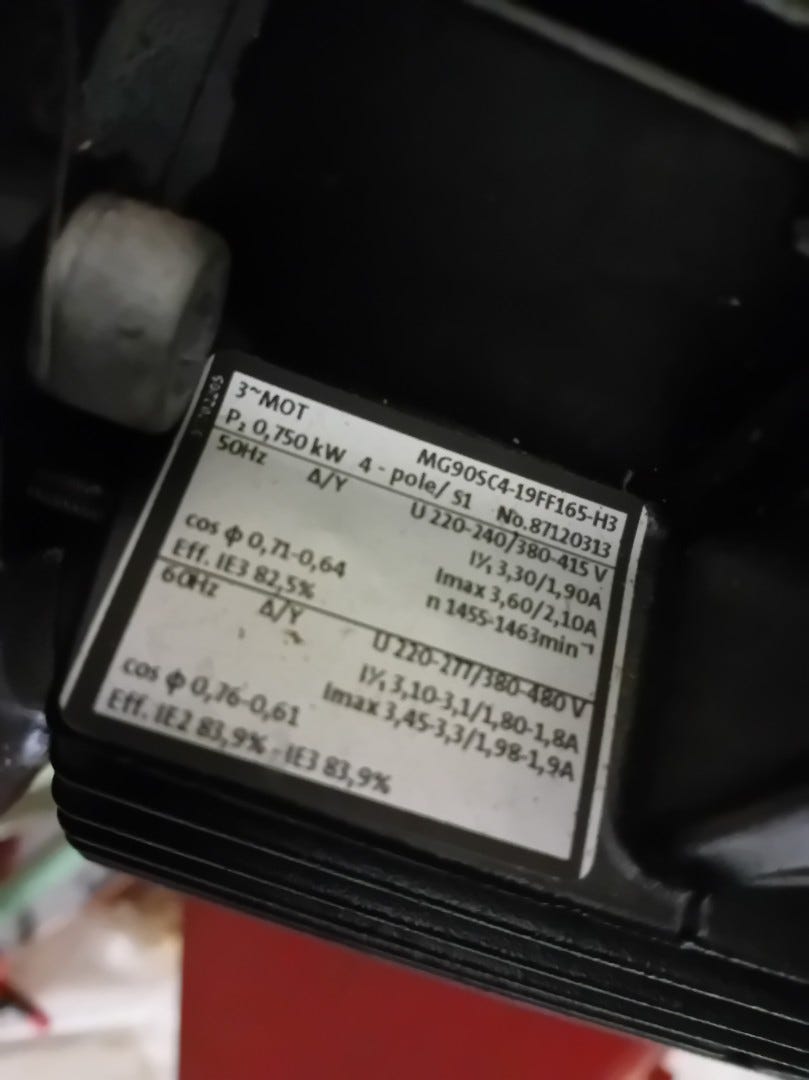 3~MOT MG90SC4-19FF165-H3
P₂ 0,750 kW 4 - pole/ S1 No.87120313
50Hz Δ/Y U 220-240/380-415 V
I¹/₁ 3,30/1,90A
cos ϕ 0,71-0,64 Imax 3,60/2,10A
Eff. IE3 82,5% n 1455-1463min⁻¹
60Hz Δ/Y U 220-277/380-480 V
I¹/₁ 3,10-3,1/1,80-1,8A
cos ϕ 0,76-0,61 Imax 3,45-3,3/1,98-1,9A
Eff. IE2 83,9% - IE3 83,9%